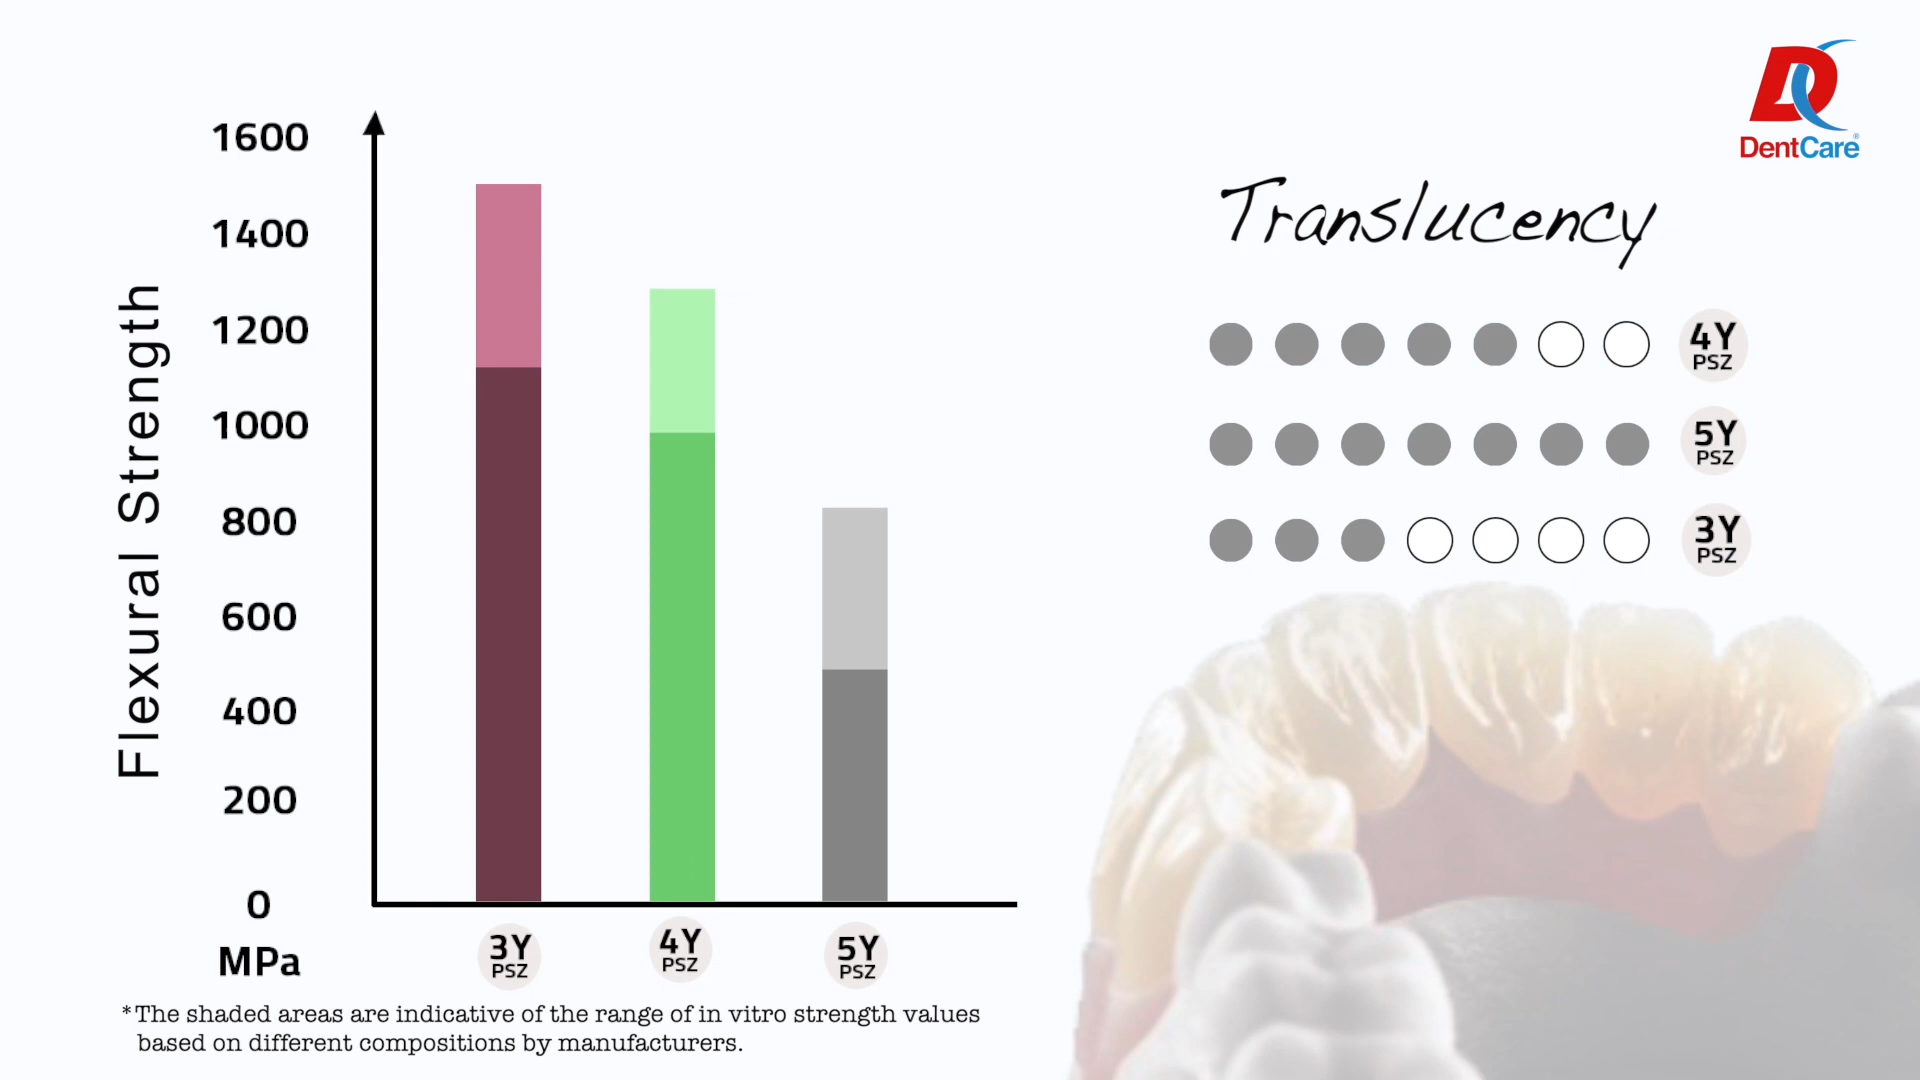 DentCare®
Flexural Strength
1600
1400
1200
1000
800
600
400
200
0
MPa
3Y
PSZ
4Y
PSZ
5Y
PSZ
*The shaded areas are indicative of the range of in vitro strength values
based on different compositions by manufacturers.
Translucency
4Y
PSZ
5Y
PSZ
3Y
PSZ